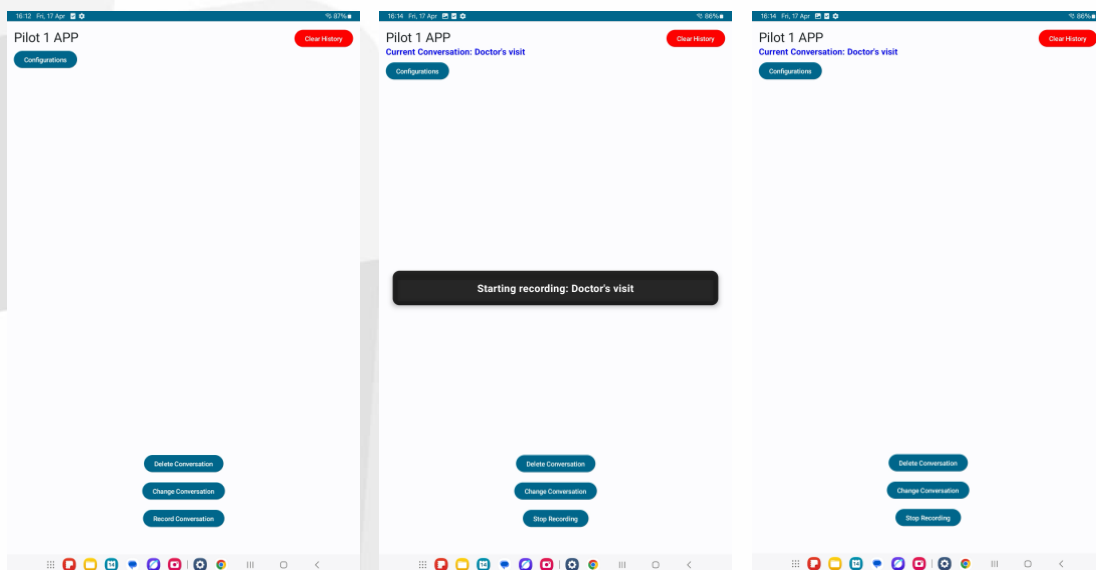 16:12 Fri, 17 Apr
87%
Pilot 1 APP
Clear History
Configurations
Delete Conversation
Change Conversation
Record Conversation
16:14 Fri, 17 Apr
86%
Pilot 1 APP
Clear History
Current Conversation: Doctor's visit
Configurations
Starting recording: Doctor's visit
Delete Conversation
Change Conversation
Stop Recording
16:14 Fri, 17 Apr
86%
Pilot 1 APP
Clear History
Current Conversation: Doctor's visit
Configurations
Delete Conversation
Change Conversation
Stop Recording